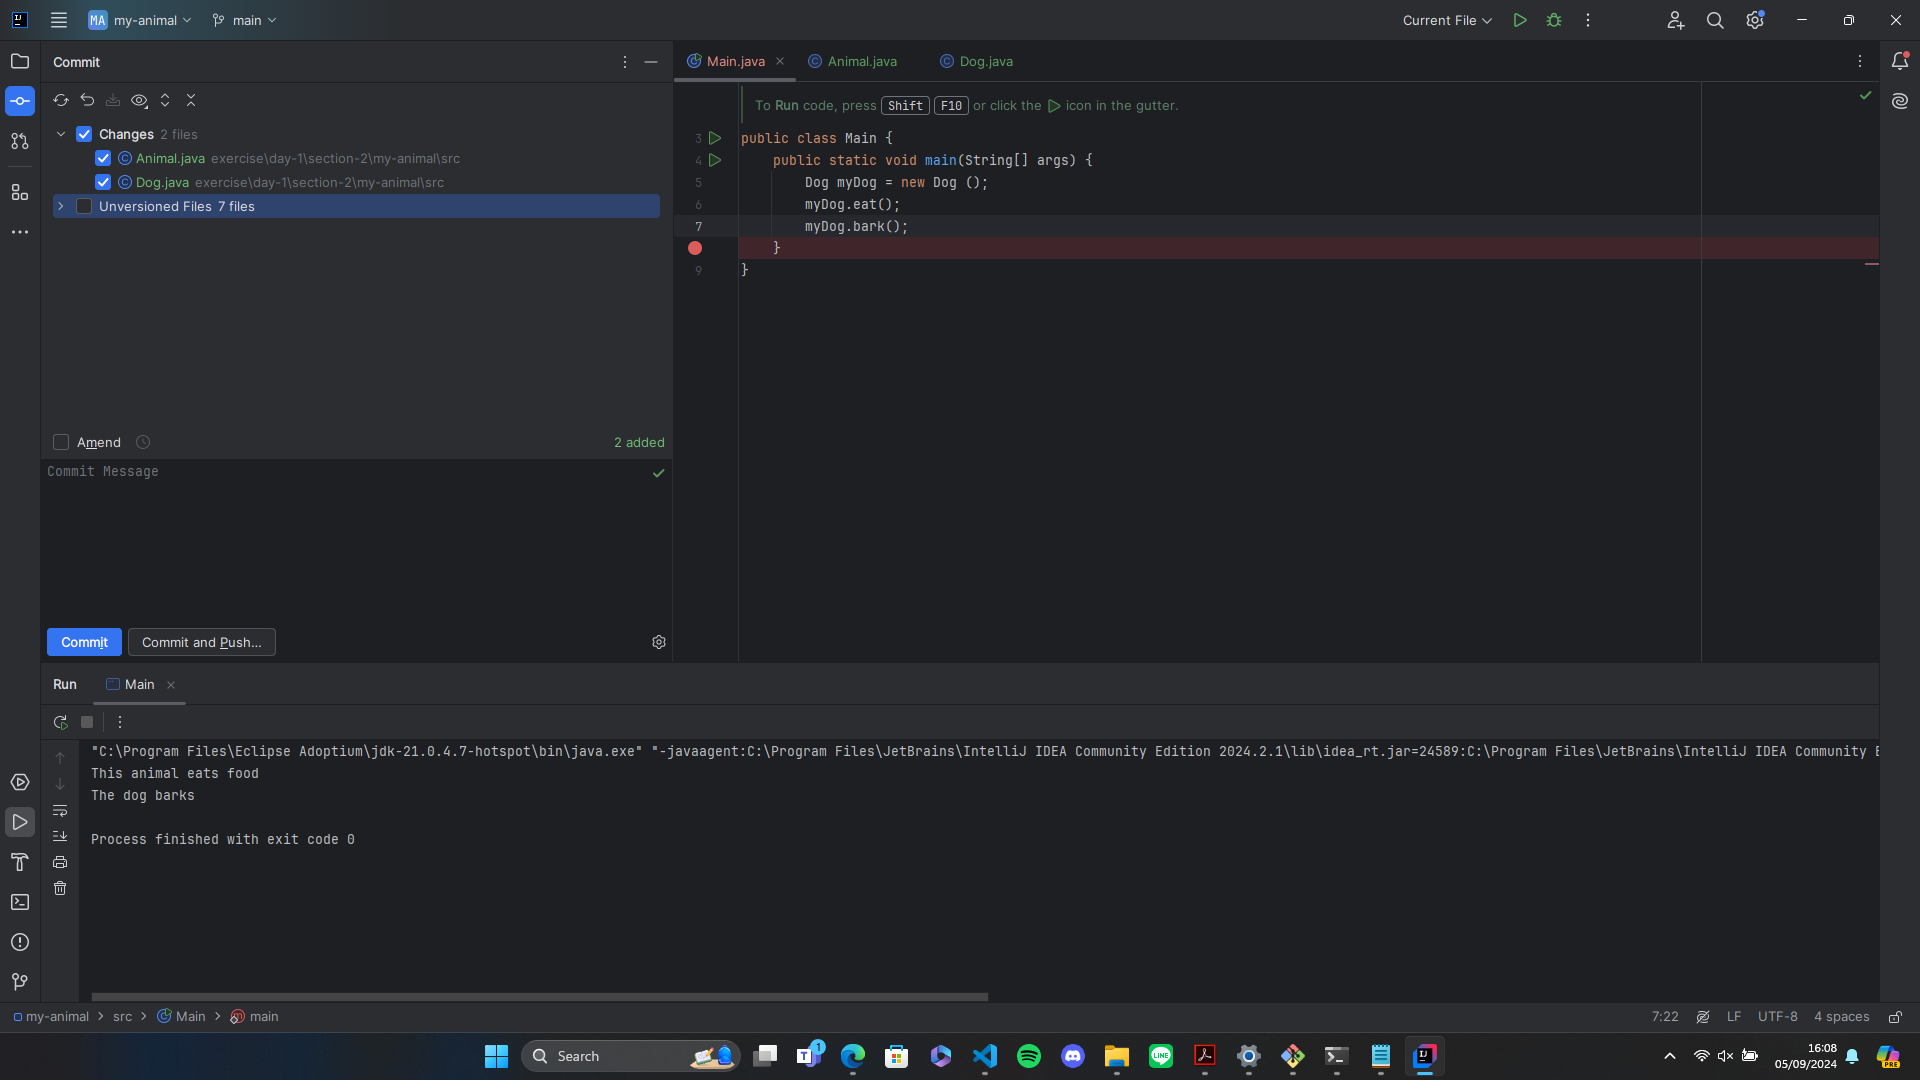 MA my-animal main Current File
Commit
Main.java Animal.java Dog.java
Changes 2 files
Animal.java exercise\day-1\section-2\my-animal\src
Dog.java exercise\day-1\section-2\my-animal\src
Unversioned Files 7 files
Amend 2 added
Commit Message
Commit Commit and Push...
To Run code, press Shift F10 or click the icon in the gutter.
3 public class Main {
4 public static void main(String[] args) {
5 Dog myDog = new Dog ();
6 myDog.eat();
7 myDog.bark();
}
9 }
Run Main
"C:\Program Files\Eclipse Adoptium\jdk-21.0.4.7-hotspot\bin\java.exe" "-javaagent:C:\Program Files\JetBrains\IntelliJ IDEA Community Edition 2024.2.1\lib\idea_rt.jar=24589:C:\Program Files\JetBrains\IntelliJ IDEA Community E
This animal eats food
The dog barks
Process finished with exit code 0
my-animal src Main main 7:22 LF UTF-8 4 spaces
Search 1 LINE 16:08
05/09/2024
PRE